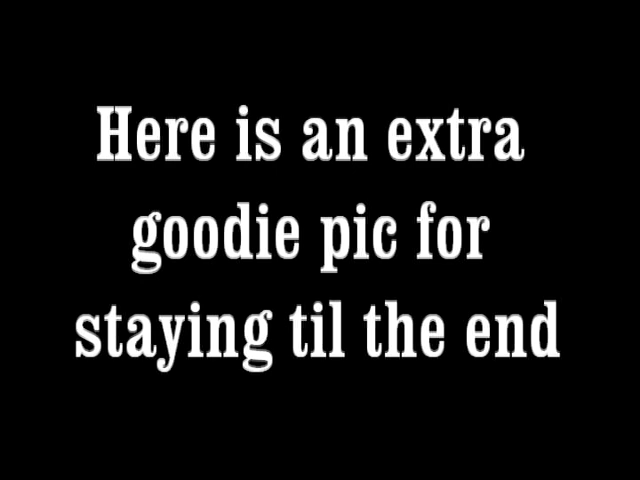 Here is an extra
goodie pic for
staying til the end